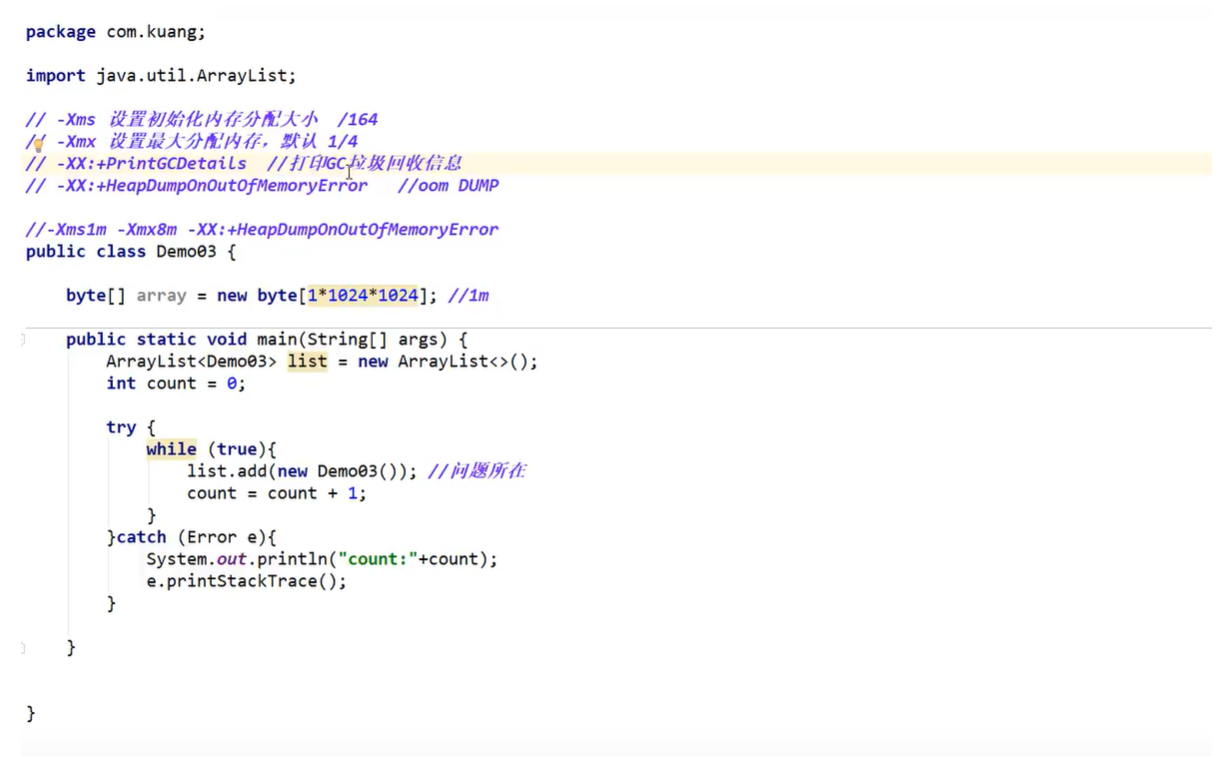 package com.kuang;
import java.util.ArrayList;
// -Xms 设置初始化内存分配大小 /164
// -Xmx 设置最大分配内存，默认 1/4
// -XX:+PrintGCDetails //打印GC垃圾回收信息
// -XX:+HeapDumpOnOutOfMemoryError //oom DUMP
//-Xms1m -Xmx8m -XX:+HeapDumpOnOutOfMemoryError
public class Demo03 {
byte[] array = new byte[1*1024*1024]; //1m
public static void main(String[] args) {
ArrayList<Demo03> list = new ArrayList<>();
int count = 0;
try {
while (true){
list.add(new Demo03()); //问题所在
count = count + 1;
}
}catch (Error e){
System.out.println("count:"+count);
e.printStackTrace();
}
}
}